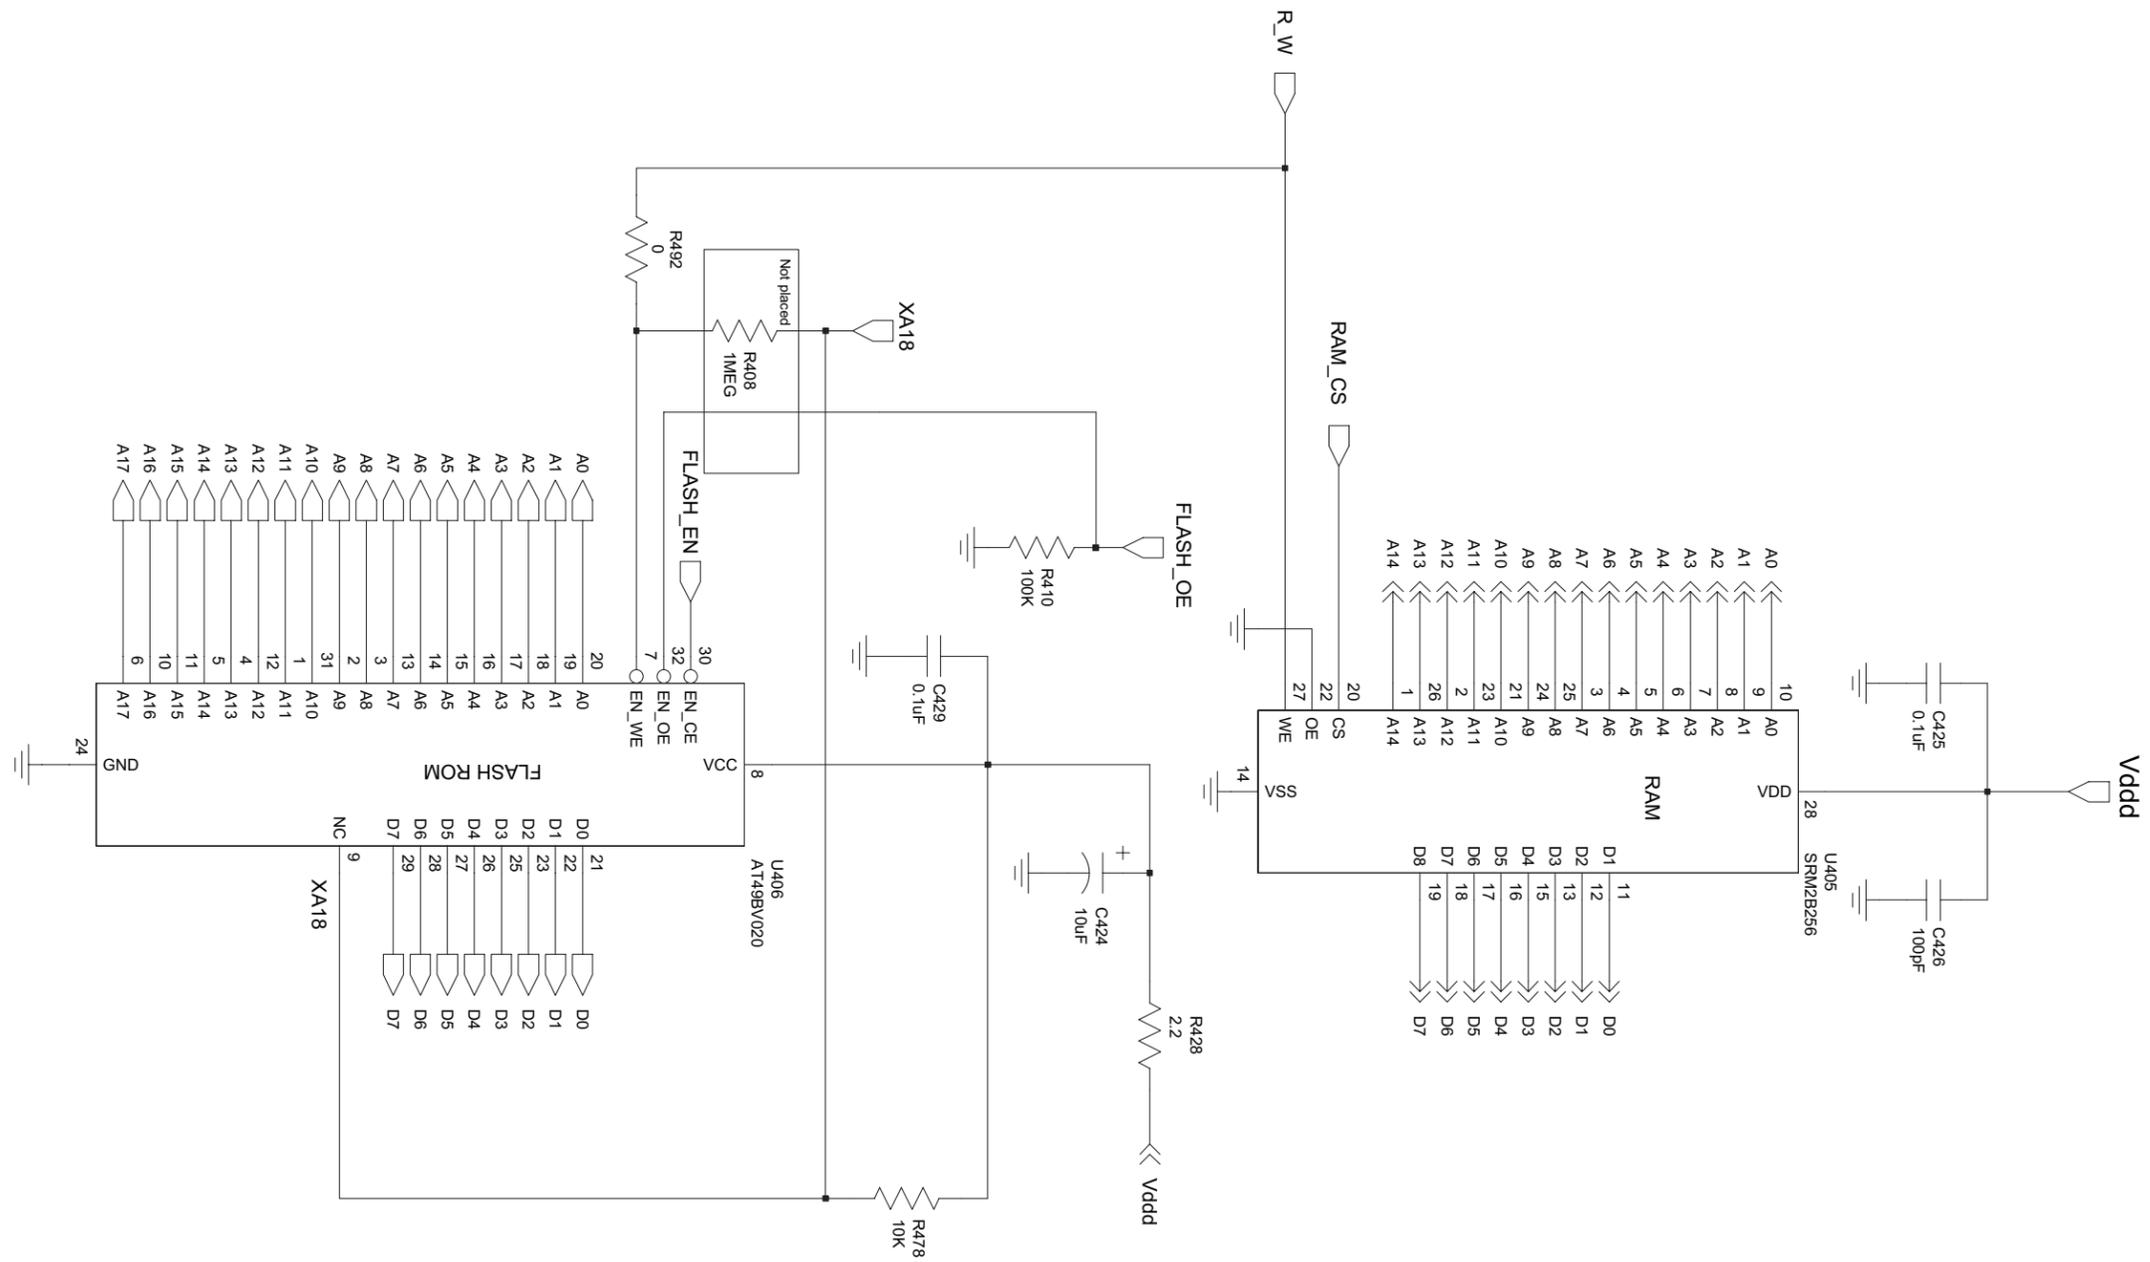 R_W
R492
0
Not placed
R408
1MEG
XA18
RAM_CS
FLASH_EN
FLASH_OE
R410
100K
A17
A16
A15
A14
A13
A12
A11
A10
A9
A8
A7
A6
A5
A4
A3
A2
A1
A0
6
10
11
5
4
12
1
31
2
3
13
14
15
16
17
18
19
20
7
32
30
A17
A16
A15
A14
A13
A12
A11
A10
A9
A8
A7
A6
A5
A4
A3
A2
A1
A0
EN_WE
EN_OE
EN_CE
24
GND
FLASH ROM
VCC
8
NC
D7
D6
D5
D4
D3
D2
D1
D0
9
29
28
27
26
25
23
22
21
U406
AT49BV020
XA18
D7
D6
D5
D4
D3
D2
D1
D0
C429
0.1uF
+
C424
10uF
R428
2.2
Vddd
R478
10K
A14
A13
A12
A11
A10
A9
A8
A7
A6
A5
A4
A3
A2
A1
A0
27
22
20
1
26
2
23
21
24
25
3
4
5
6
7
8
9
10
WE
OE
CS
A14
A13
A12
A11
A10
A9
A8
A7
A6
A5
A4
A3
A2
A1
A0
14
VSS
RAM
VDD
28
D8
D7
D6
D5
D4
D3
D2
D1
19
18
17
16
15
13
12
11
U405
SRM2B256
D7
D6
D5
D4
D3
D2
D1
D0
C425
0.1uF
C426
100pF
Vddd